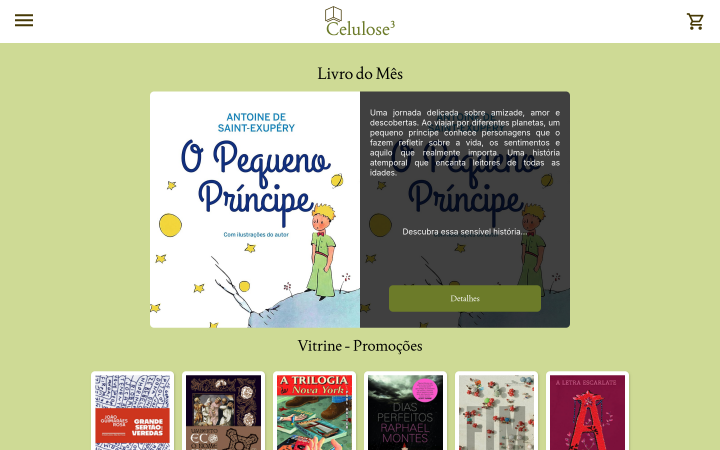 Celulose³
Livro do Mês
ANTOINE DE
SAINT-EXUPÉRY
O Pequeno
Príncipe
Com ilustrações do autor
Uma jornada delicada sobre amizade, amor e
descobertas. Ao viajar por diferentes planetas, um
pequeno príncipe conhece personagens que o
fazem refletir sobre a vida, os sentimentos e
aquilo que realmente importa. Uma história
atemporal que encanta leitores de todas as
idades.
Descubra essa sensível história...
Detalhes
Vitrine - Promoções
JOÃO
GUIMARÃES
ROSA
GRANDE
SERTÃO:
VEREDAS
UMBERTO
ECO
O NOME
A TRILOGIA
de Nova York
DIAS
PERFEITOS
RAPHAEL
MONTES
A LETRA ESCARLATE
A